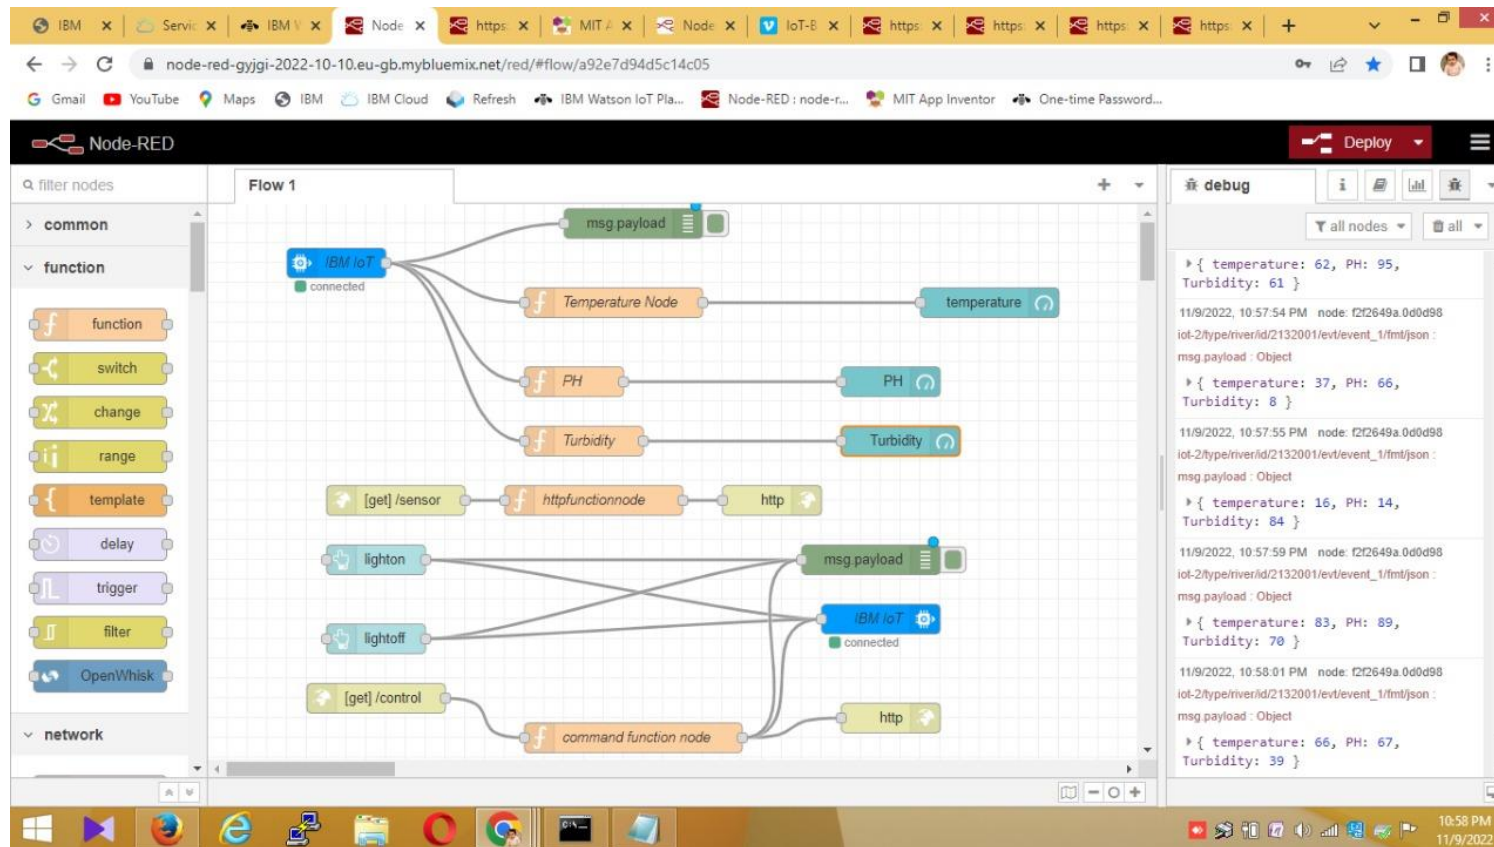 IBM
Servic
IBM W
Node
https:
MIT A
Node
IoT-B
https:
https:
https:
https:
node-red-gyjgi-2022-10-10.eu-gb.mybluemix.net/red/#flow/a92e7d94d5c14c05
Gmail YouTube Maps IBM IBM Cloud Refresh IBM Watson IoT Pla... Node-RED : node-r... MIT App Inventor One-time Password...
Node-RED
Deploy
filter nodes
common
function
function
switch
change
range
template
delay
trigger
filter
OpenWhisk
network
Flow 1
msg.payload
IBM IoT
connected
Temperature Node
temperature
PH
PH
Turbidity
Turbidity
[get] /sensor
httpfunctionnode
http
lighton
msg.payload
IBM IoT
connected
lightoff
[get] /control
command function node
http
debug
i
all nodes
all
{ temperature: 62, PH: 95,
Turbidity: 61 }
11/9/2022, 10:57:54 PM node: f2f2649a.0d0d98
iot-2/type/river/id/2132001/evt/event_1/fmt/json :
msg.payload : Object
{ temperature: 37, PH: 66,
Turbidity: 8 }
11/9/2022, 10:57:55 PM node: f2f2649a.0d0d98
iot-2/type/river/id/2132001/evt/event_1/fmt/json :
msg.payload : Object
{ temperature: 16, PH: 14,
Turbidity: 84 }
11/9/2022, 10:57:59 PM node: f2f2649a.0d0d98
iot-2/type/river/id/2132001/evt/event_1/fmt/json :
msg.payload : Object
{ temperature: 83, PH: 89,
Turbidity: 70 }
11/9/2022, 10:58:01 PM node: f2f2649a.0d0d98
iot-2/type/river/id/2132001/evt/event_1/fmt/json :
msg.payload : Object
{ temperature: 66, PH: 67,
Turbidity: 39 }
10:58 PM
11/9/2022